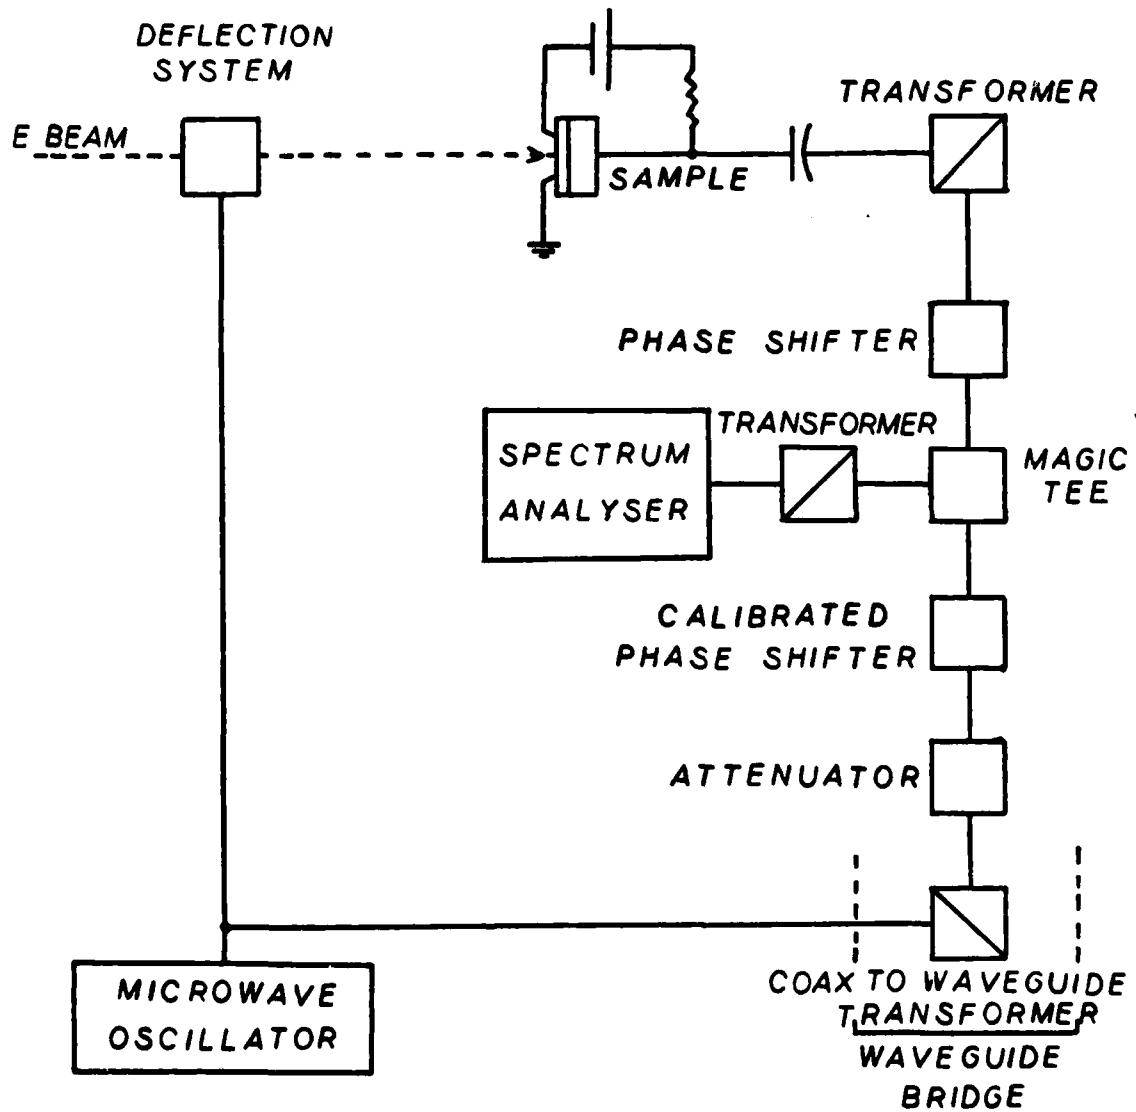 DEFLECTION
SYSTEM
E BEAM
SAMPLE
TRANSFORMER
PHASE SHIFTER
TRANSFORMER
SPECTRUM
ANALYSER
MAGIC
TEE
CALIBRATED
PHASE SHIFTER
ATTENUATOR
COAX TO WAVEGUIDE
TRANSFORMER
MICROWAVE
OSCILLATOR
WAVEGUIDE
BRIDGE